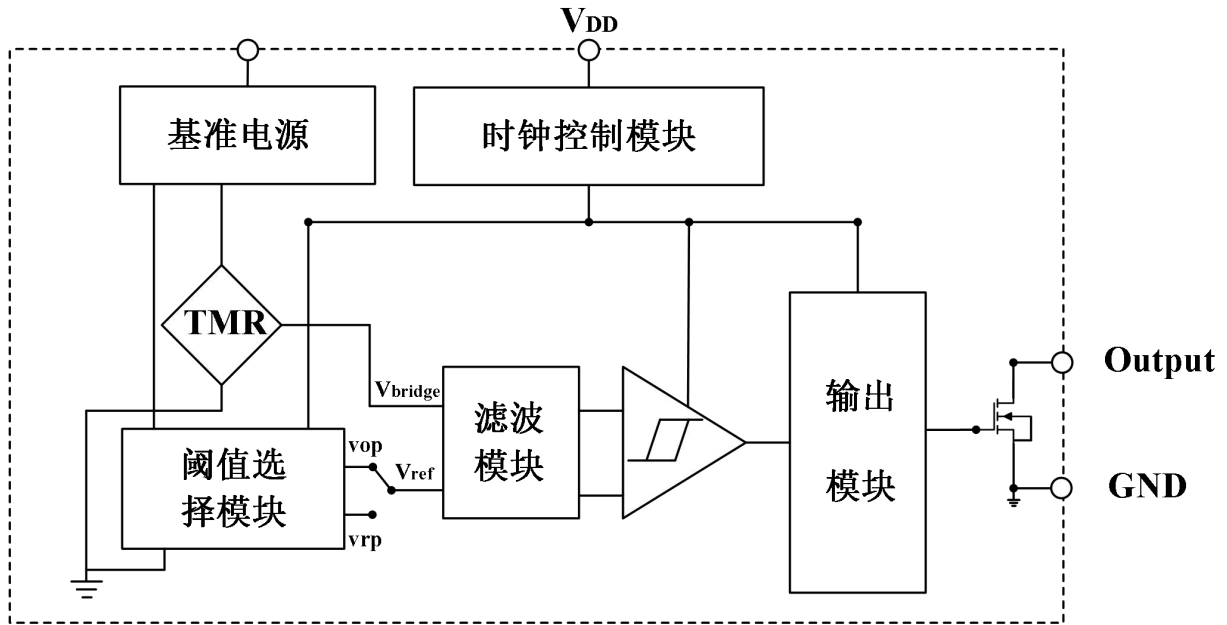 VDD
基准电源
时钟控制模块
TMR
Vbridge
阈值选
择模块
vop
Vref
vrp
滤波
模块
输出
模块
Output
GND